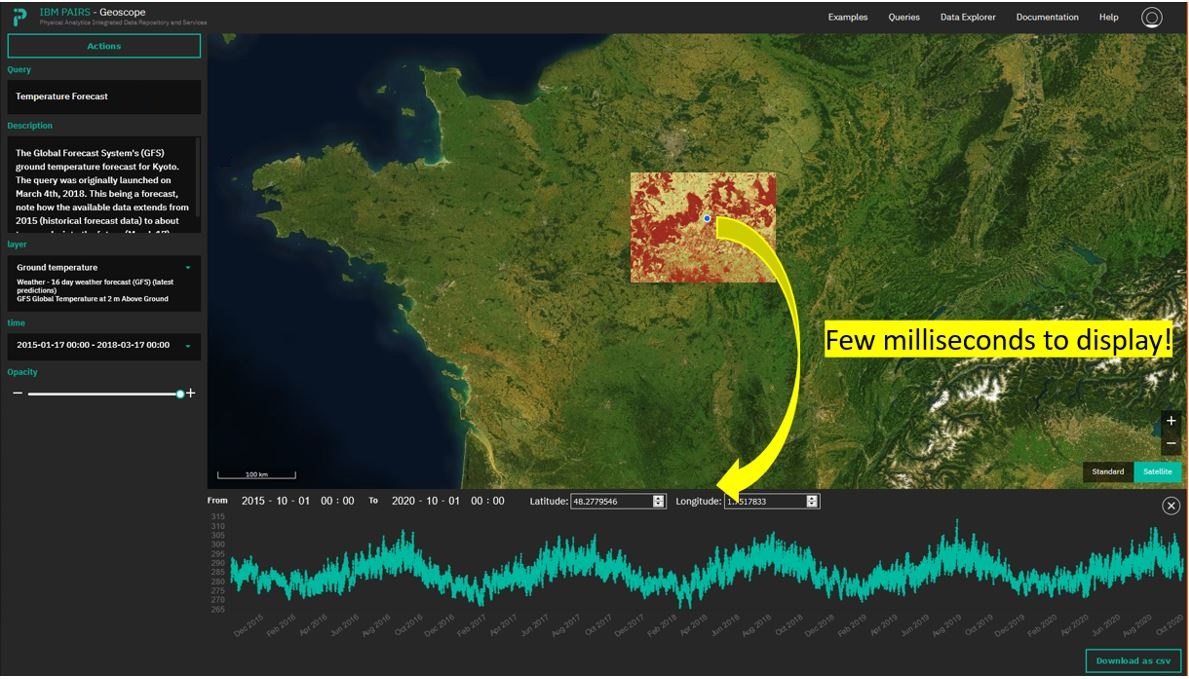 IBM PAIRS - Geoscope
Physical Analytics Integrated Data Repository and Services
Examples
Queries
Data Explorer
Documentation
Help
Actions
Query
Temperature Forecast
Description
The Global Forecast System's (GFS)
ground temperature forecast for Kyoto.
The query was originally launched on
March 4th, 2018. This being a forecast,
note how the available data extends from
2015 (historical forecast data) to about
layer
Ground temperature
Weather - 16 day weather forecast (GFS) (latest
predictions)
GFS Global Temperature at 2 m Above Ground
time
2015-01-17 00:00 - 2018-03-17 00:00
Opacity
Few milliseconds to display!
100 km
Standard
Satellite
From 2015 - 10 - 01 00 : 00 To 2020 - 10 - 01 00 : 00 Latitude: 48.2779546 Longitude:
315
310
305
300
295
290
285
280
275
270
265
Dec 2015
Feb 2016
Apr 2016
Jun 2016
Aug 2016
Oct 2016
Dec 2016
Feb 2017
Apr 2017
Jun 2017
Aug 2017
Oct 2017
Dec 2017
Feb 2018
Apr 2018
Jun 2018
Aug 2018
Oct 2018
Dec 2018
Feb 2019
Apr 2019
Jun 2019
Aug 2019
Oct 2019
Dec 2019
Feb 2020
Apr 2020
Jun 2020
Aug 2020
Oct 2020
Download as csv